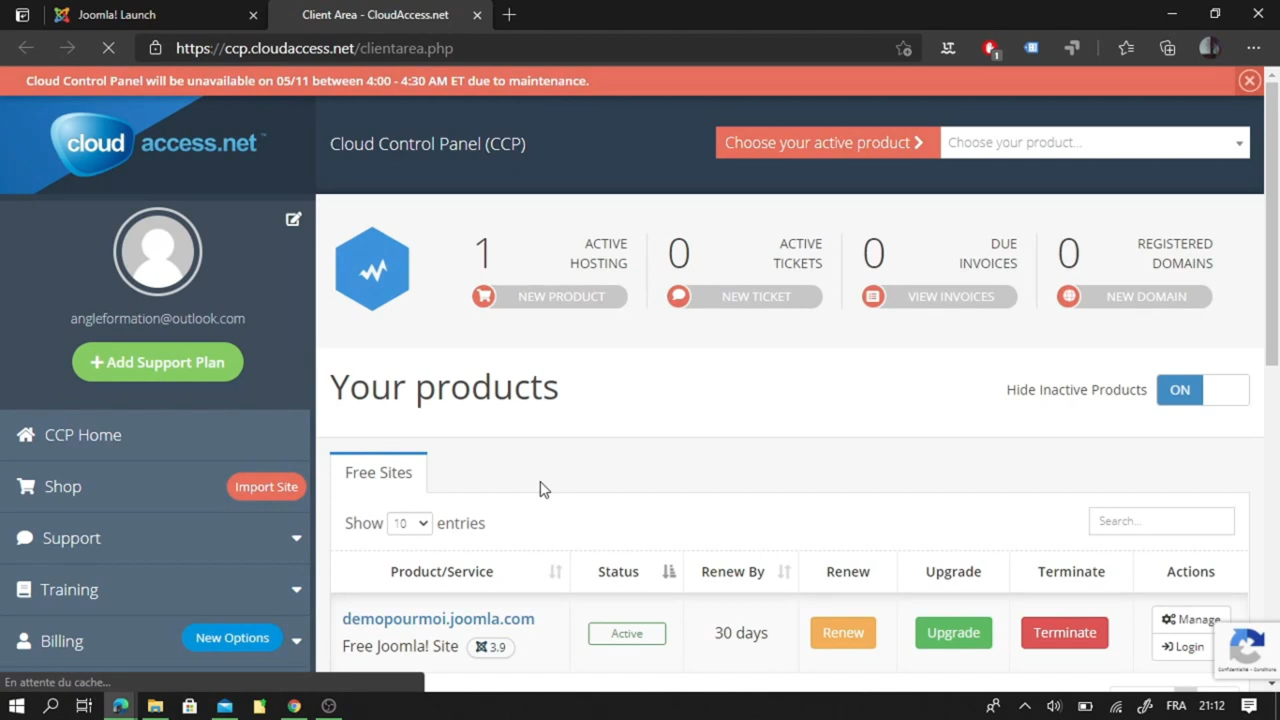 Joomla! Launch
Client Area - CloudAccess.net
https://ccp.cloudaccess.net/clientarea.php
1
Cloud Control Panel will be unavailable on 05/11 between 4:00 - 4:30 AM ET due to maintenance.
cloud access.net™
Cloud Control Panel (CCP)
Choose your active product
Choose your product...
angleformation@outlook.com
Add Support Plan
1 ACTIVE HOSTING
NEW PRODUCT
0 ACTIVE TICKETS
NEW TICKET
0 DUE INVOICES
VIEW INVOICES
0 REGISTERED DOMAINS
NEW DOMAIN
Your products
Hide Inactive Products ON
CCP Home
Shop Import Site
Support
Training
Billing New Options
Free Sites
Show 10 entries
Search...
Product/Service Status Renew By Renew Upgrade Terminate Actions
demopourmoi.joomla.com
Free Joomla! Site 3.9
Active 30 days Renew Upgrade Terminate
Manage
Login
Confidentialité - Conditions
En attente du cache...
FRA 21:12